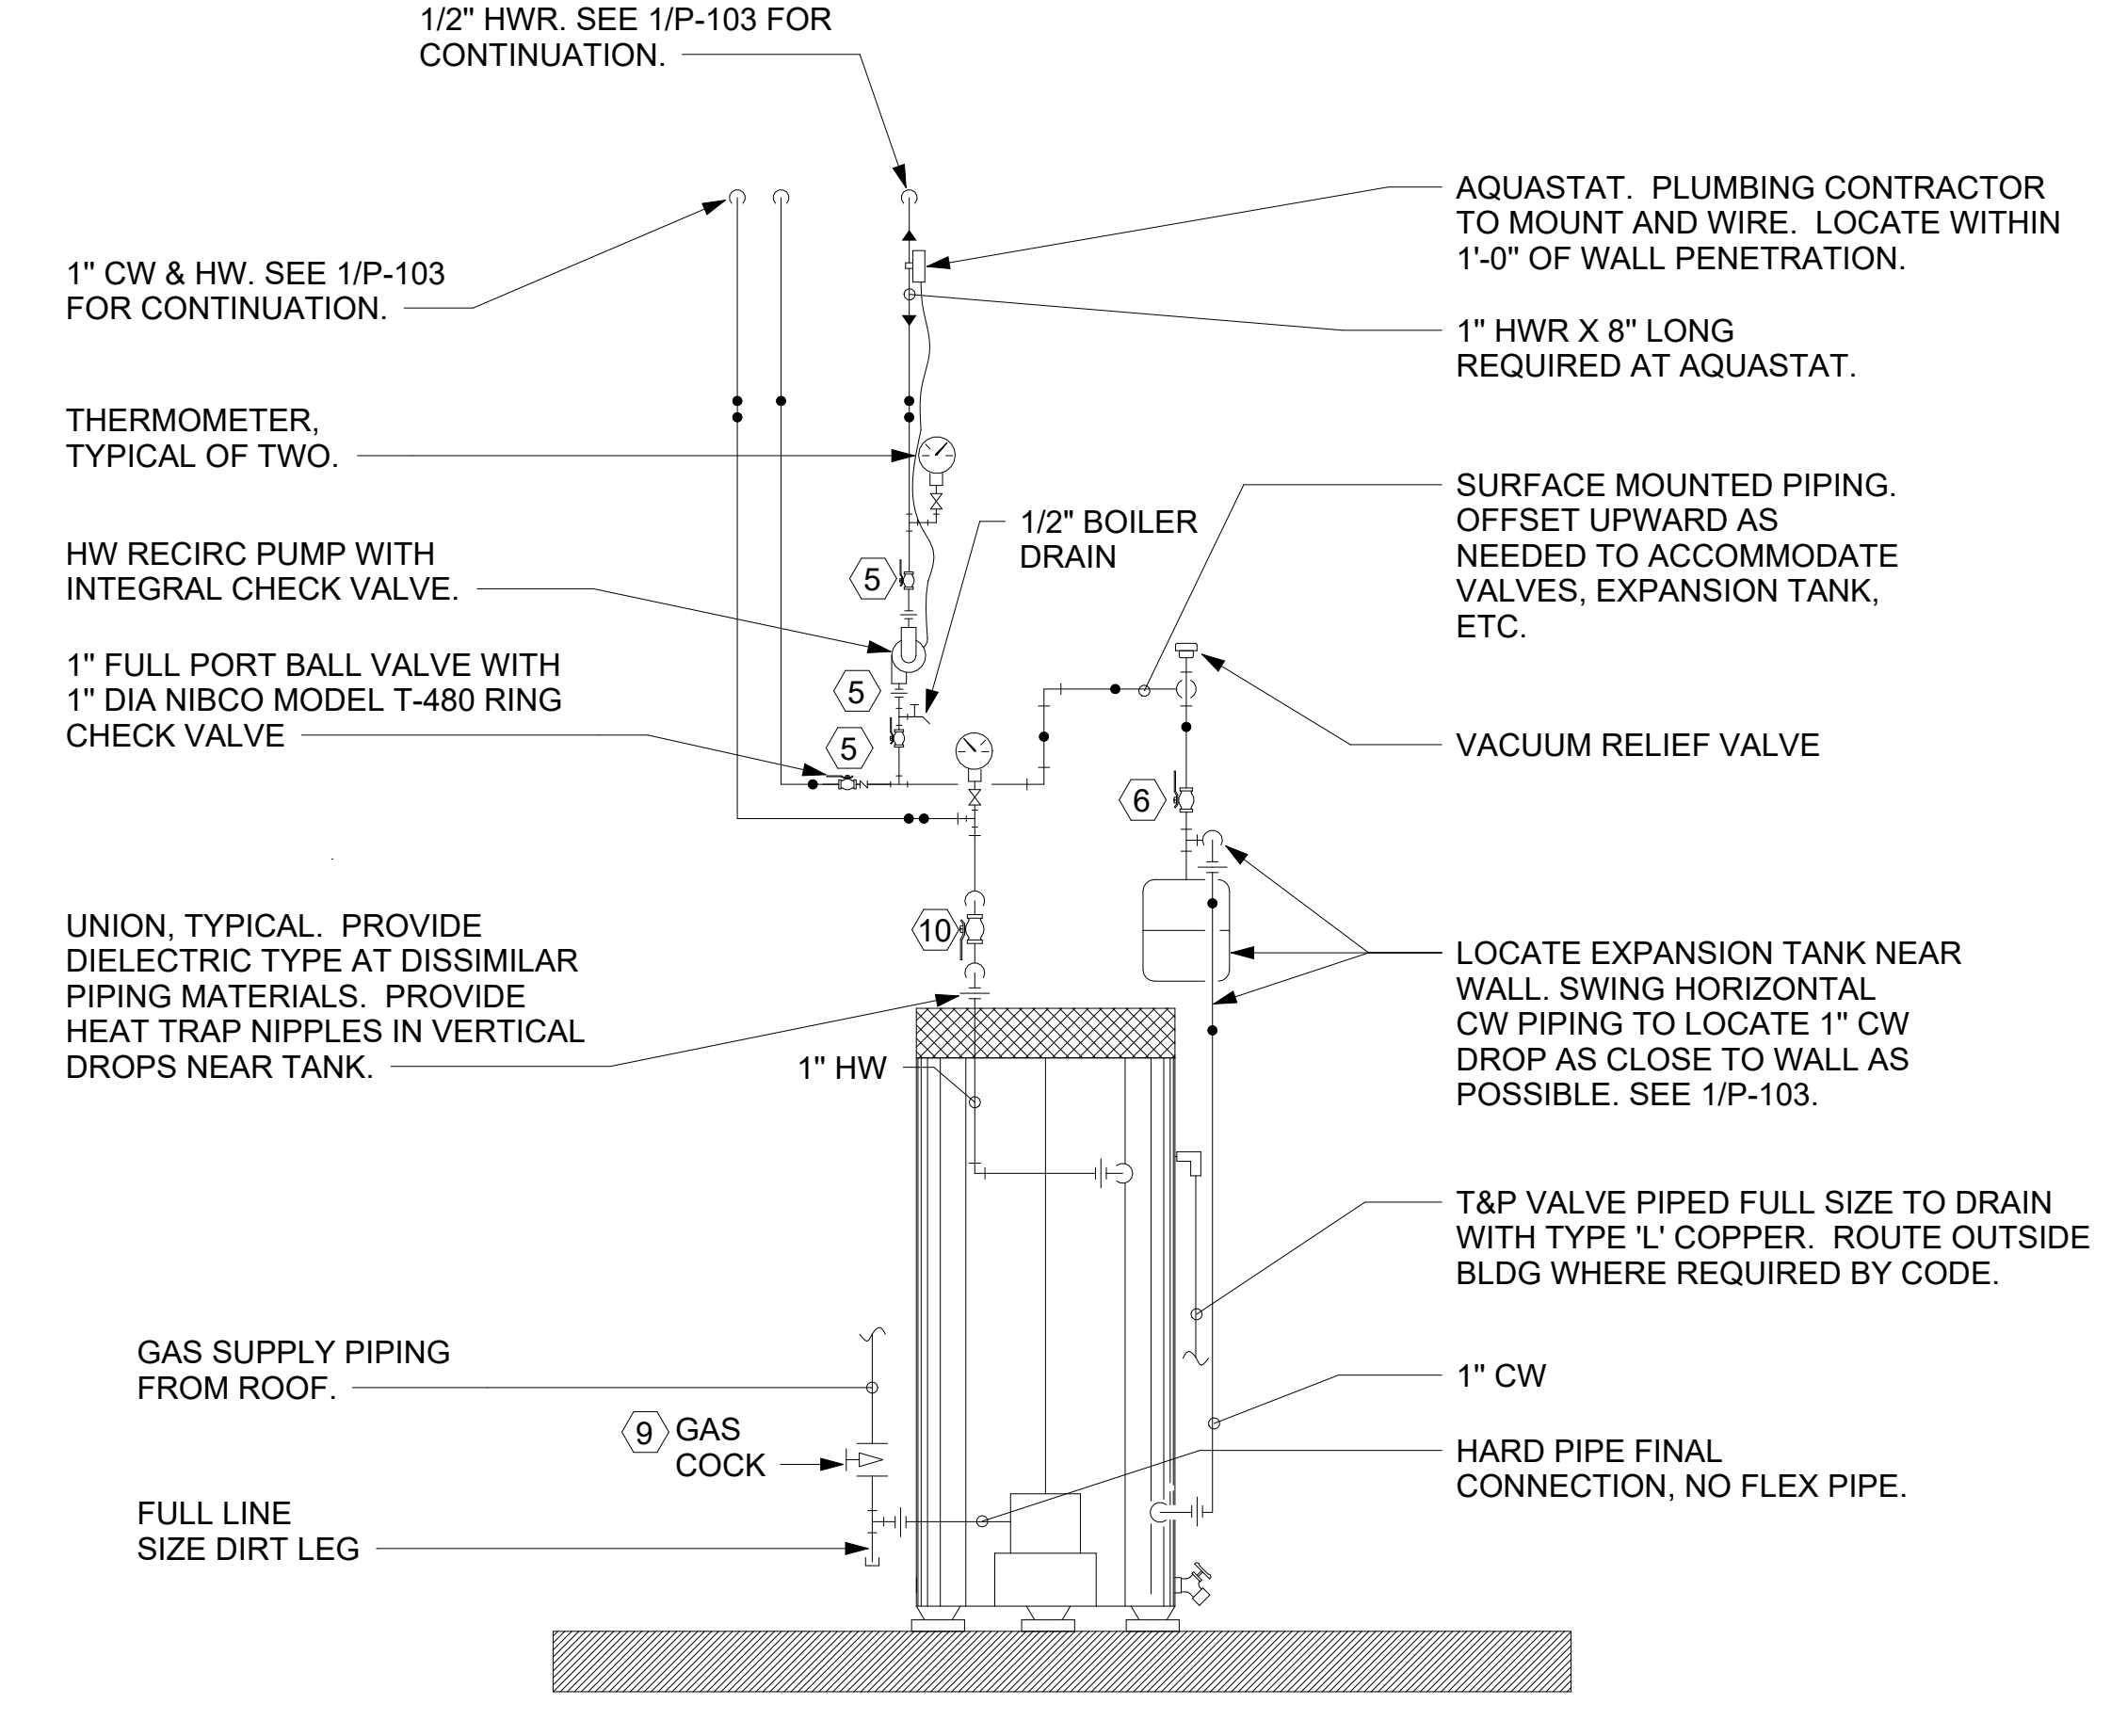 1/2" HWR. SEE 1/P-103 FOR
CONTINUATION.
1" CW & HW. SEE 1/P-103
FOR CONTINUATION.
THERMOMETER,
TYPICAL OF TWO.
HW RECIRC PUMP WITH
INTEGRAL CHECK VALVE.
1" FULL PORT BALL VALVE WITH
1" DIA NIBCO MODEL T-480 RING
CHECK VALVE
UNION, TYPICAL. PROVIDE
DIELECTRIC TYPE AT DISSIMILAR
PIPING MATERIALS. PROVIDE
HEAT TRAP NIPPLES IN VERTICAL
DROPS NEAR TANK.
GAS SUPPLY PIPING
FROM ROOF.
9
GAS
COCK
FULL LINE
SIZE DIRT LEG
5
1/2" BOILER
DRAIN
5
5
6
10
1" HW
AQUASTAT. PLUMBING CONTRACTOR
TO MOUNT AND WIRE. LOCATE WITHIN
1'-0" OF WALL PENETRATION.
1" HWR X 8" LONG
REQUIRED AT AQUASTAT.
SURFACE MOUNTED PIPING.
OFFSET UPWARD AS
NEEDED TO ACCOMMODATE
VALVES, EXPANSION TANK,
ETC.
VACUUM RELIEF VALVE
LOCATE EXPANSION TANK NEAR
WALL. SWING HORIZONTAL
CW PIPING TO LOCATE 1" CW
DROP AS CLOSE TO WALL AS
POSSIBLE. SEE 1/P-103.
T&P VALVE PIPED FULL SIZE TO DRAIN
WITH TYPE 'L' COPPER. ROUTE OUTSIDE
BLDG WHERE REQUIRED BY CODE.
1" CW
HARD PIPE FINAL
CONNECTION, NO FLEX PIPE.